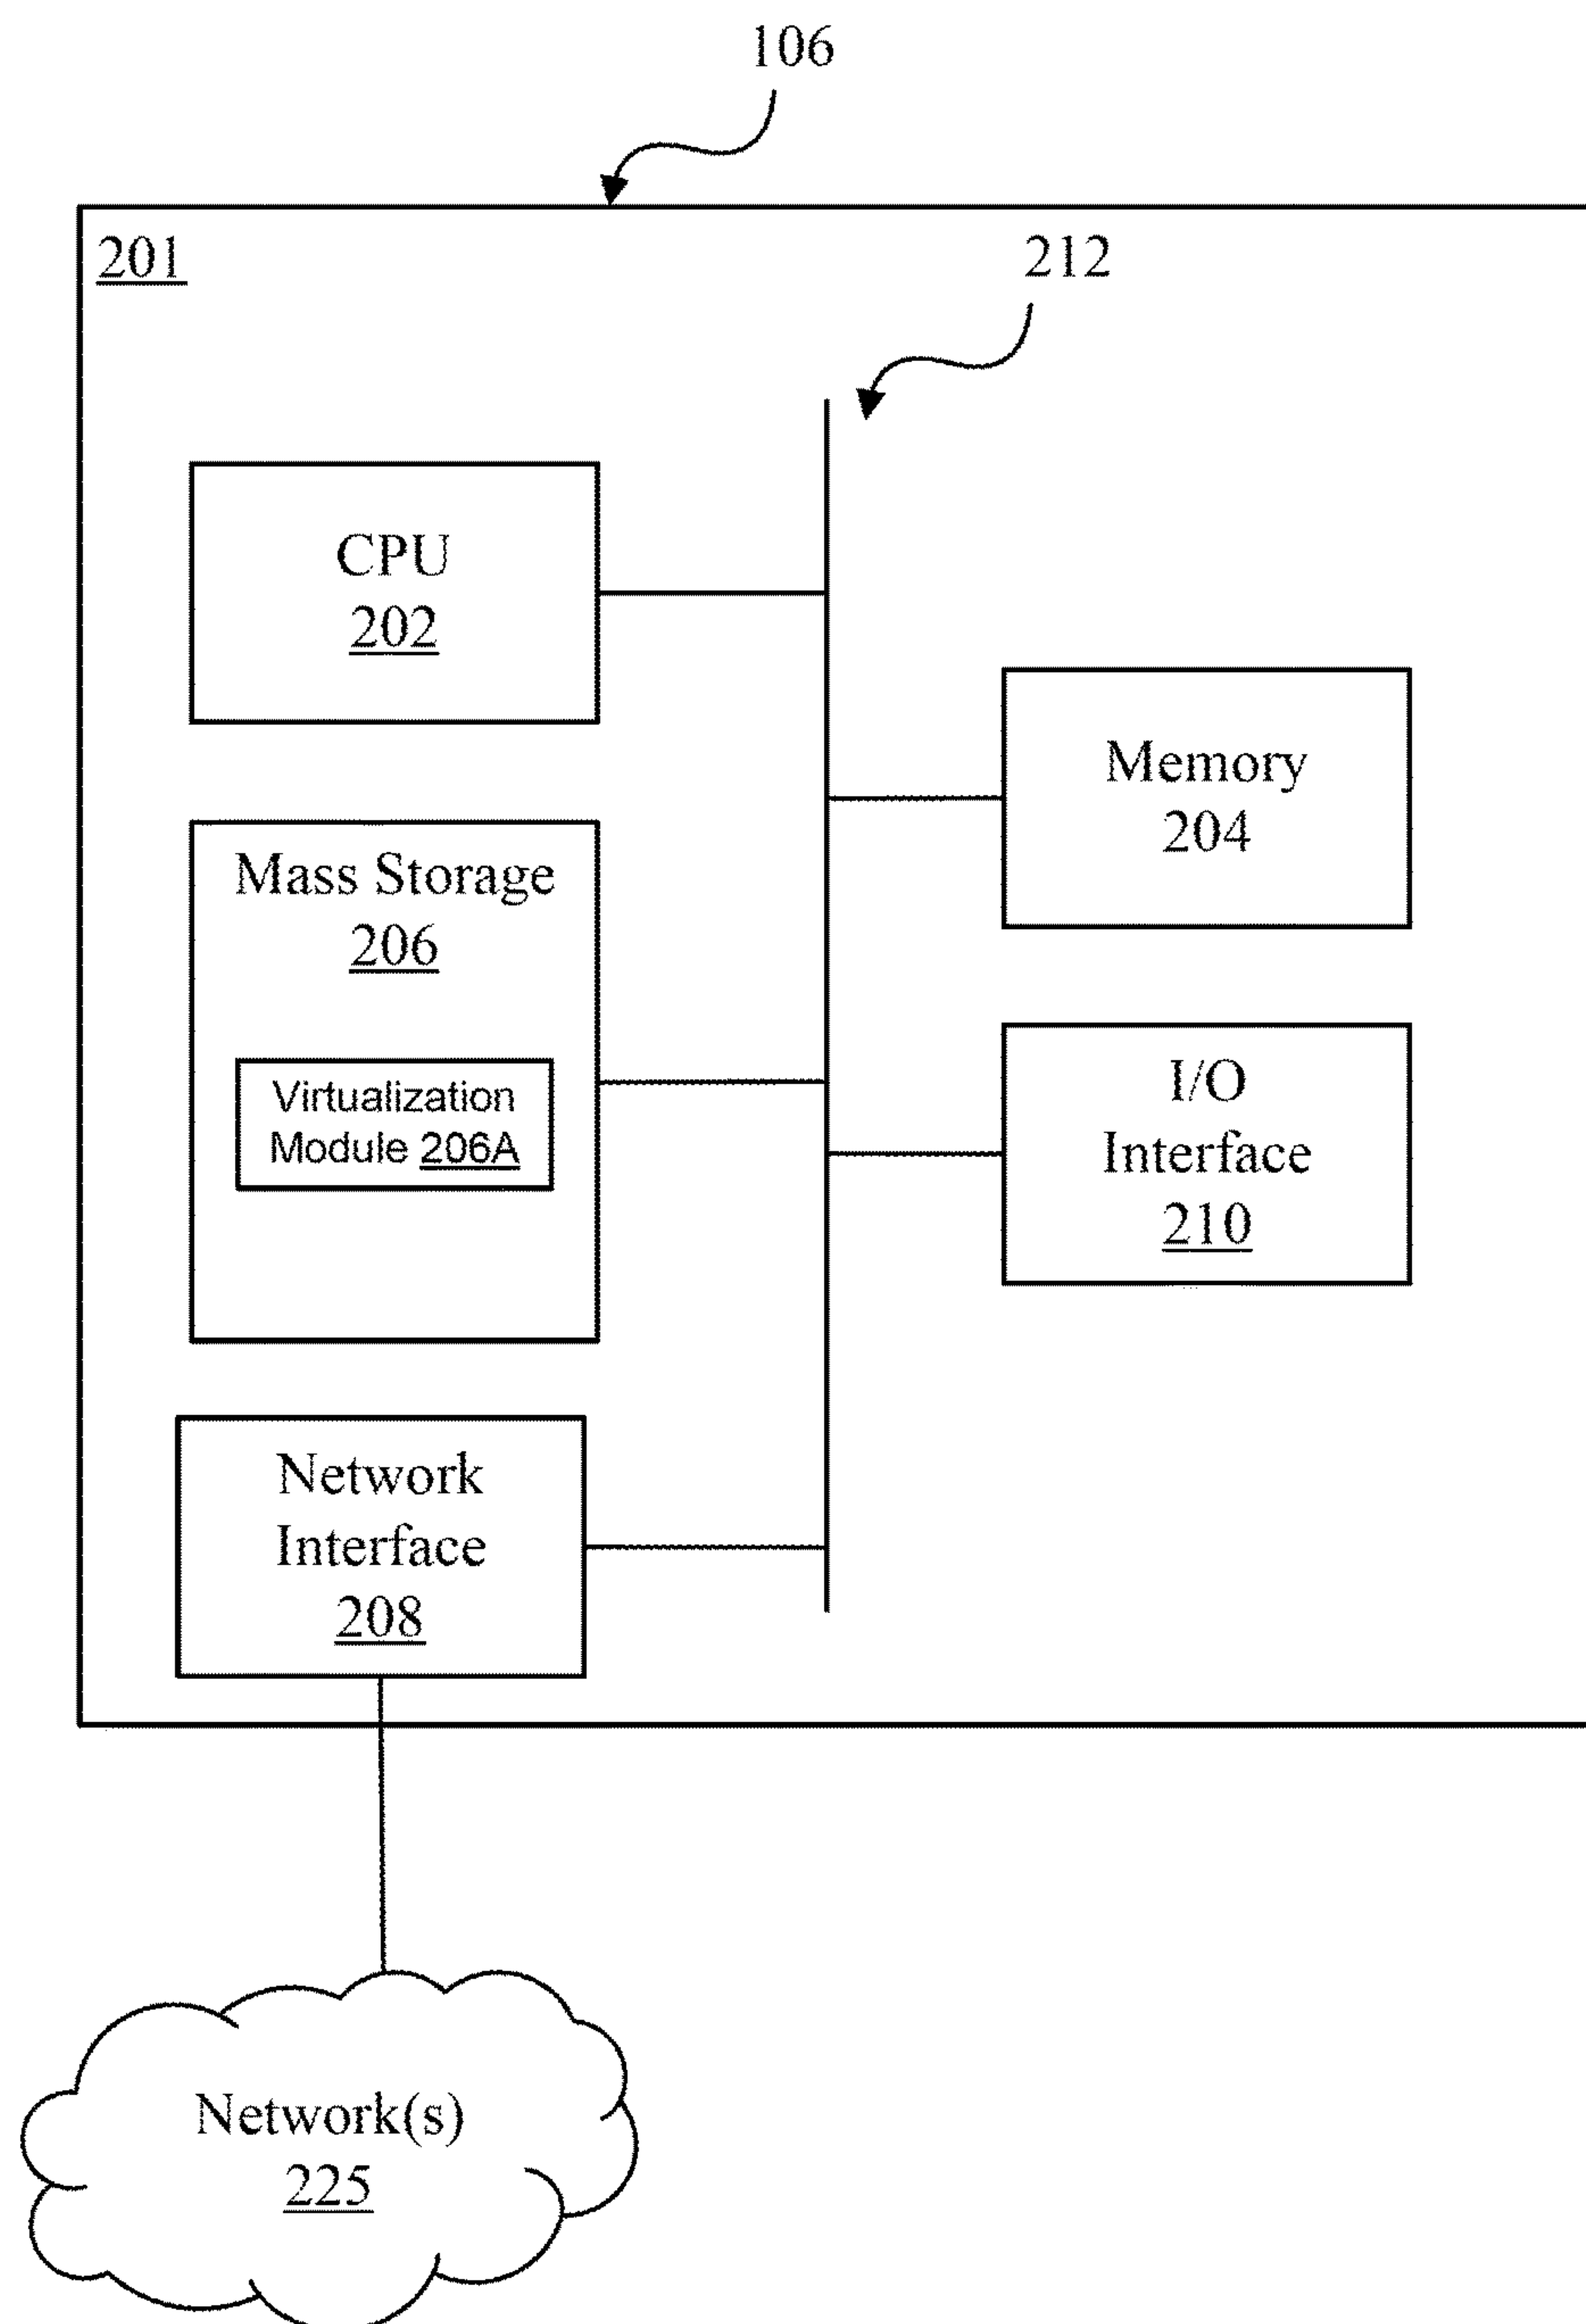 106
201
212
CPU
202
Memory
204
Mass Storage
206
Virtualization
Module 206A
I/O
Interface
210
Network
Interface
208
Network(s)
225